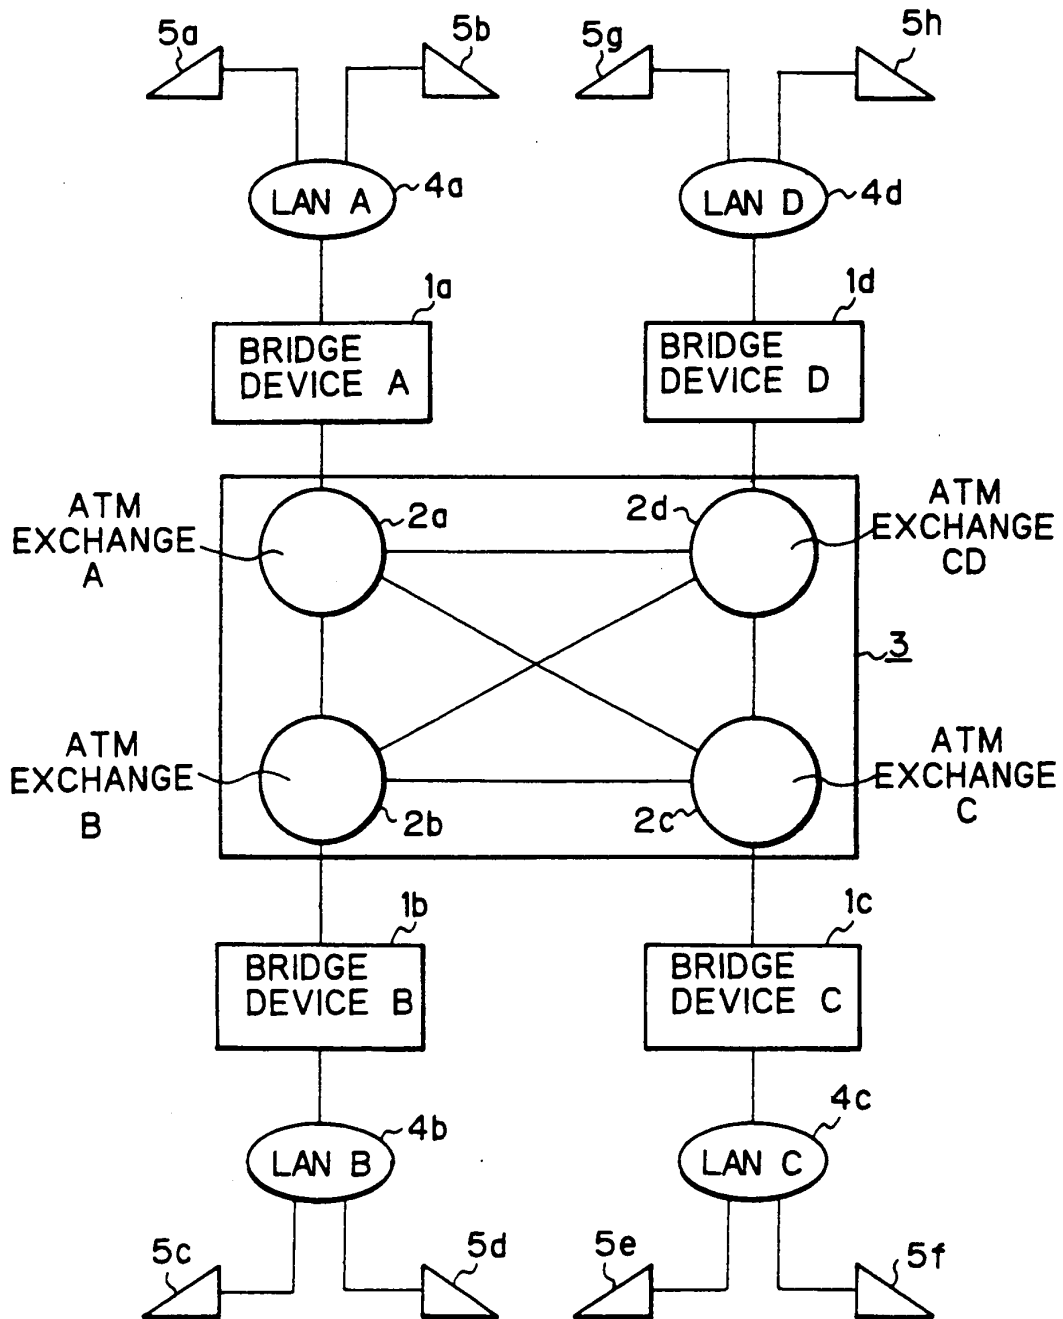 5a
5b
5g
5h
LAN A
4a
LAN D
4d
1a
1d
BRIDGE
DEVICE A
BRIDGE
DEVICE D
ATM
EXCHANGE
A
2a
2d
ATM
EXCHANGE
CD
3
ATM
EXCHANGE
B
2b
2c
ATM
EXCHANGE
C
1b
1c
BRIDGE
DEVICE B
BRIDGE
DEVICE C
4b
4c
LAN B
LAN C
5c
5d
5e
5f